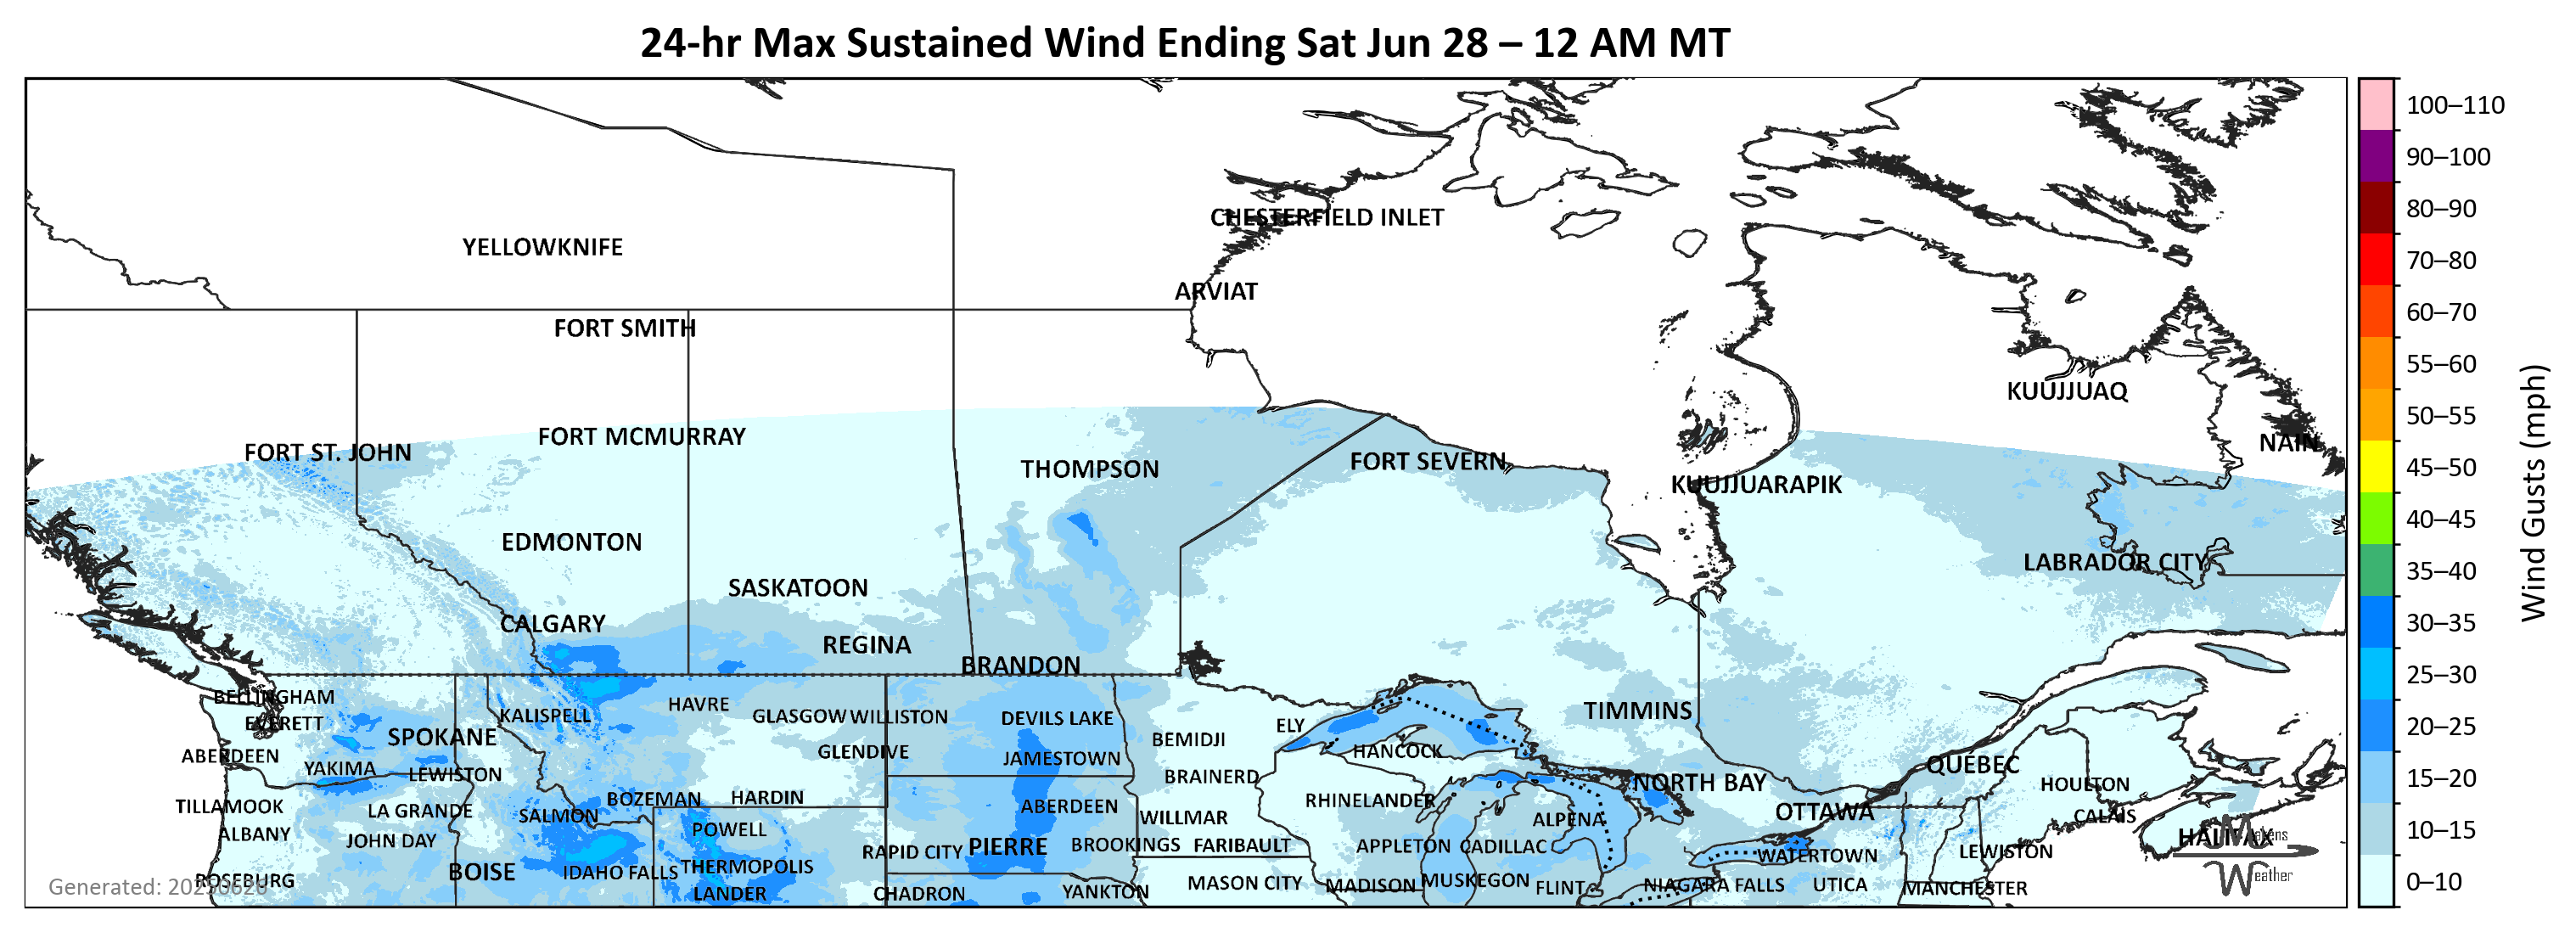 24-hr Max Sustained Wind Ending Sat Jun 28 – 12 AM MT
100–110
90–100
80–90
70–80
60–70
55–60
50–55
45–50
40–45
35–40
30–35
25–30
20–25
15–20
10–15
0–10
Wind Gusts (mph)
CHESTERFIELD INLET
YELLOWKNIFE
ARVIAT
FORT SMITH
KUUJJUAQ
FORT MCMURRAY
NAIN
FORT ST. JOHN
FORT SEVERN
THOMPSON
KUUJJUARAPIK
EDMONTON
LABRADOR CITY
SASKATOON
CALGARY
REGINA
BRANDON
BELLINGHAM
HAVRE
TIMMINS
KALISPELL
GLASGOW
WILLISTON
DEVILS LAKE
EVERETT
ELY
SPOKANE
BEMIDJI
GLENDIVE
HANCOCK
ABERDEEN
JAMESTOWN
QUÉBEC
YAKIMA
LEWISTON
BRAINERD
NORTH BAY
HOULTON
BOZEMAN
HARDIN
RHINELANDER
TILLAMOOK
LA GRANDE
ABERDEEN
SALMON
WILLMAR
OTTAWA
CALAIS
ALPENA
POWELL
ALBANY
HALIFAX
JOHN DAY
RAPID CITY
PIERRE
BROOKINGS
FARIBAULT
APPLETON
CADILLAC
WATERTOWN
LEWISTON
BOISE
IDAHO FALLS
THERMOPOLIS
ROSEBURG
MASON CITY
MADISON
MUSKEGON
FLINT
NIAGARA FALLS
UTICA
MANCHESTER
LANDER
CHADRON
YANKTON
Generated: 20250628
Makens
Weather